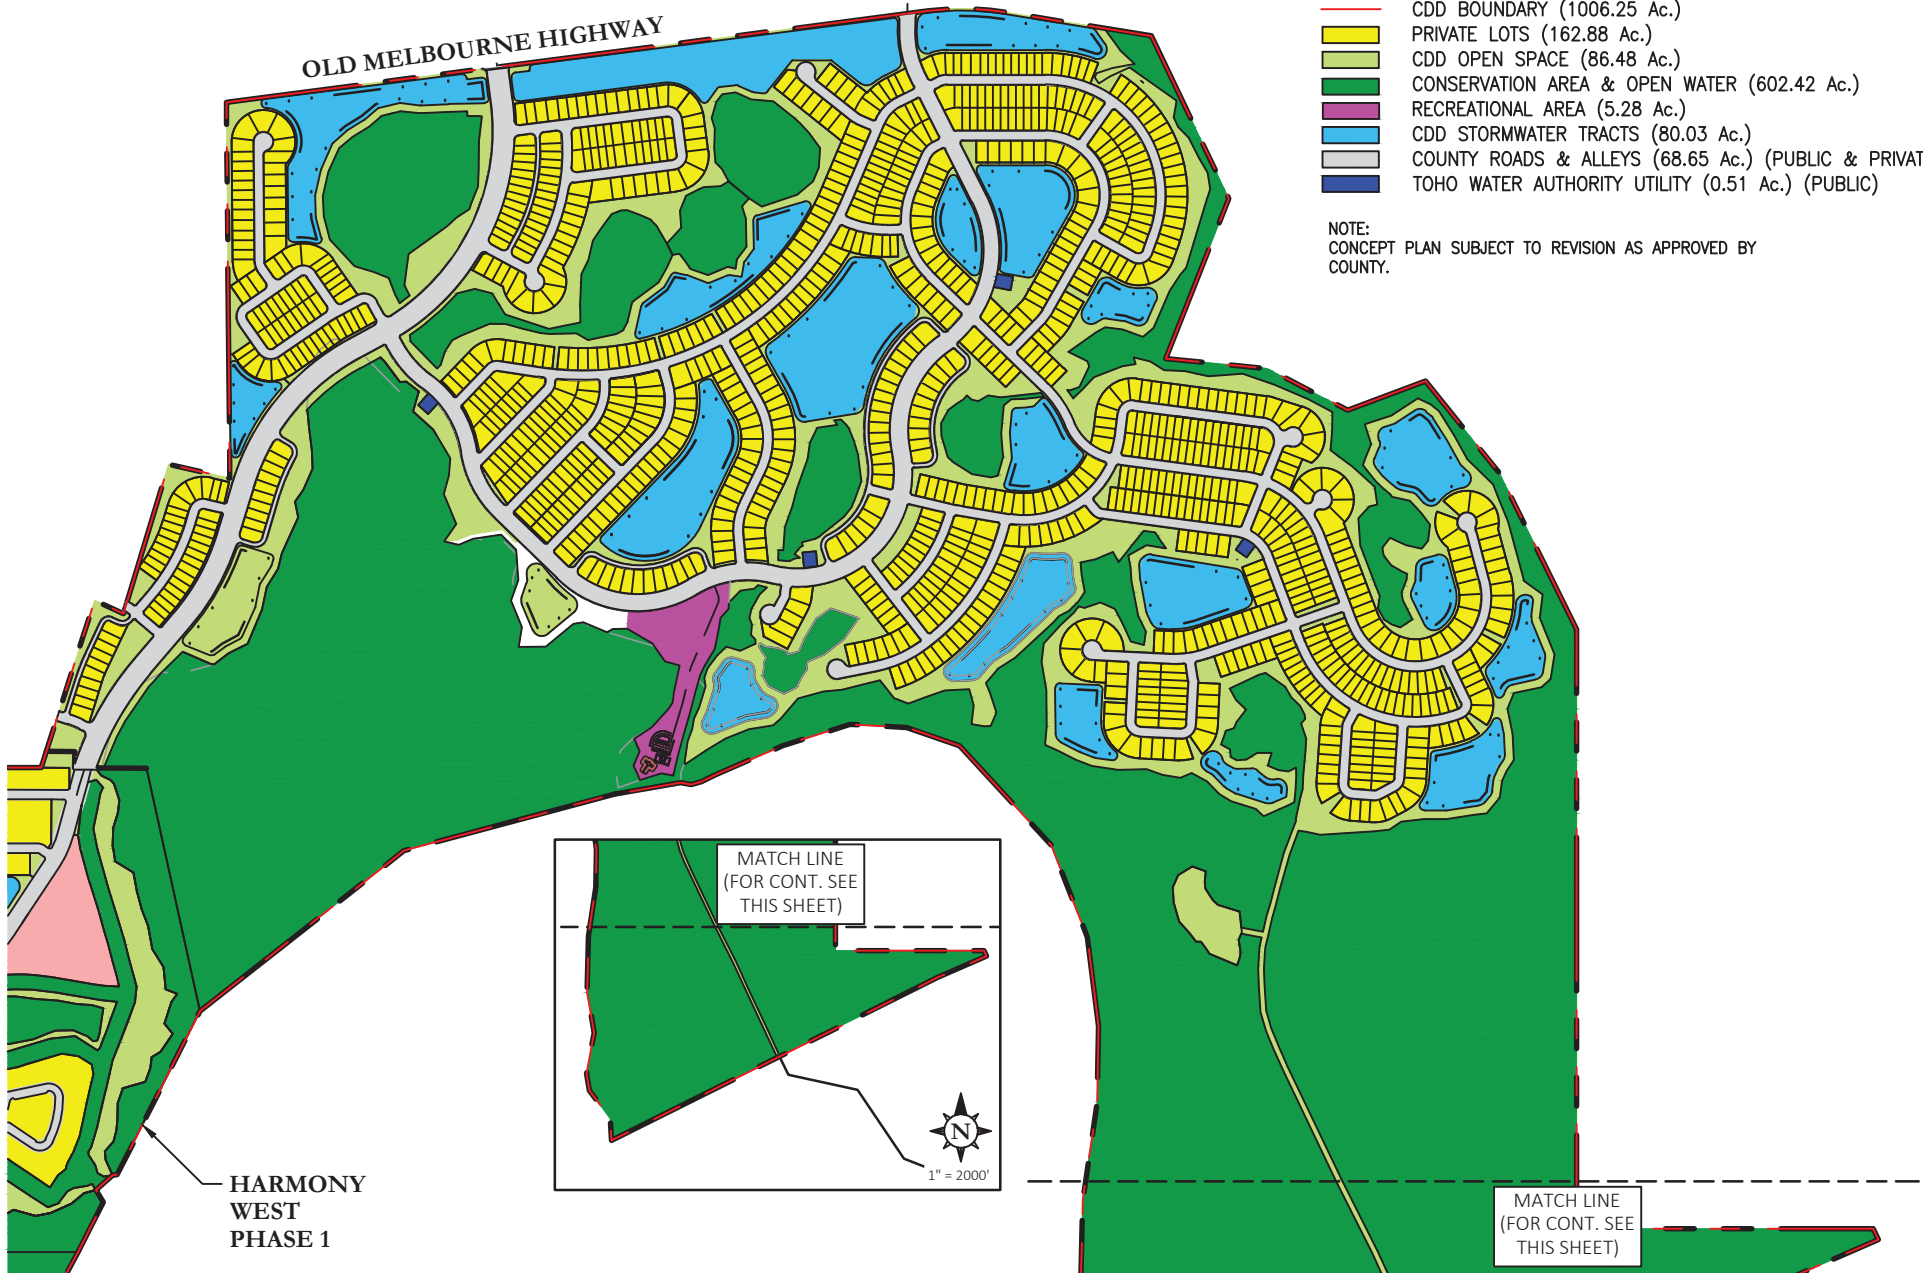 OLD MELBOURNE HIGHWAY
CDD BOUNDARY (1006.25 Ac.)
PRIVATE LOTS (162.88 Ac.)
CDD OPEN SPACE (86.48 Ac.)
CONSERVATION AREA & OPEN WATER (602.42 Ac.)
RECREATIONAL AREA (5.28 Ac.)
CDD STORMWATER TRACTS (80.03 Ac.)
COUNTY ROADS & ALLEYS (68.65 Ac.) (PUBLIC & PRIVAT
TOHO WATER AUTHORITY UTILITY (0.51 Ac.) (PUBLIC)
NOTE:
CONCEPT PLAN SUBJECT TO REVISION AS APPROVED BY
COUNTY.
MATCH LINE
(FOR CONT. SEE
THIS SHEET)
N
1" = 2000'
HARMONY
WEST
PHASE 1
MATCH LINE
(FOR CONT. SEE
THIS SHEET)